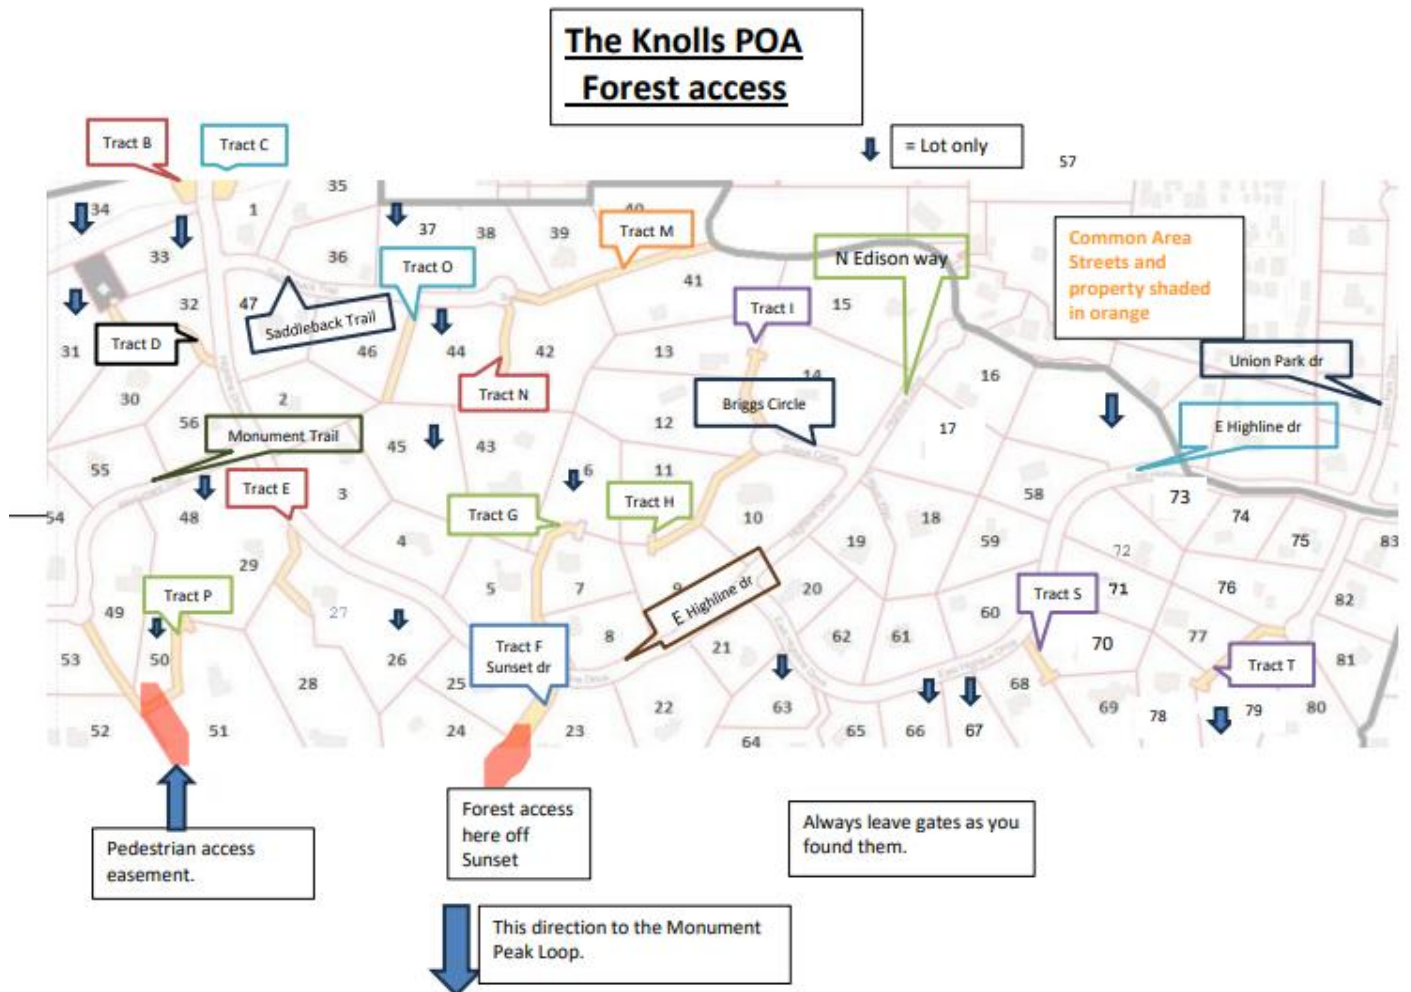 The Knolls POA
Forest access
= Lot only
57
Tract B
Tract C
35
34
1
37
38
39
40
Tract M
33
36
Tract O
41
N Edison way
Common Area
Streets and
property shaded
in orange
32
47
Saddleback Trail
Tract I
15
31
Tract D
46
44
42
13
14
16
Union Park dr
30
2
Tract N
Briggs Circle
56
Monument Trail
45
43
12
17
E Highline dr
55
Tract E
3
6
11
58
73
54
48
Tract G
Tract H
10
18
74
4
19
59
72
75
83
29
5
7
9
E Highline dr
20
Tract S
71
76
82
Tract P
49
27
60
53
50
26
Tract F
Sunset dr
8
21
62
61
70
77
Tract T
81
28
25
68
52
51
24
23
22
63
64
65
66
67
69
78
79
80
Forest access
here off
Sunset
Always leave gates as you
found them.
Pedestrian access
easement.
This direction to the Monument
Peak Loop.